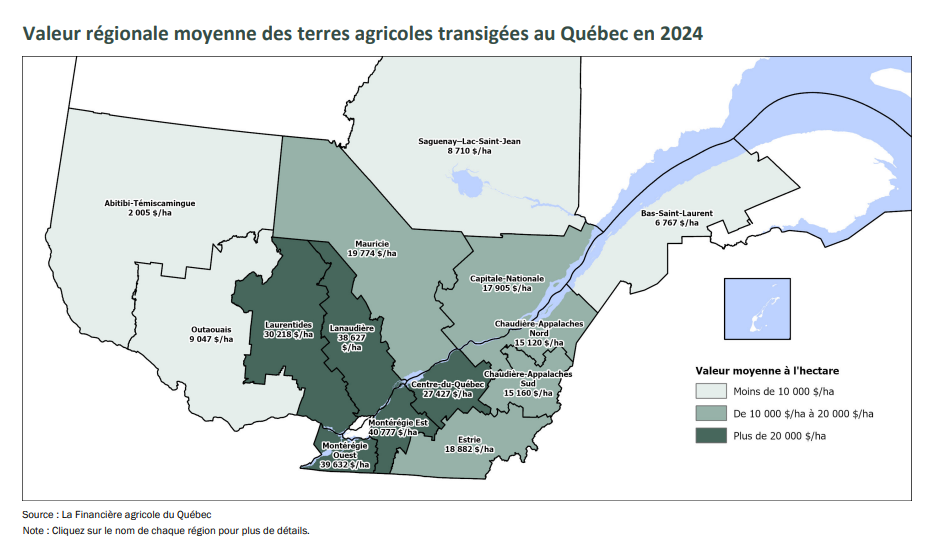 Valeur régionale moyenne des terres agricoles transigées au Québec en 2024
Saguenay–Lac-Saint-Jean
8 710 $/ha
Abitibi-Témiscamingue
2 005 $/ha
Bas-Saint-Laurent
6 767 $/ha
Mauricie
19 774 $/ha
Capitale-Nationale
17 905 $/ha
Outaouais
9 047 $/ha
Laurentides
30 218 $/ha
Lanaudière
38 627
$/ha
Chaudière-Appalaches
Nord
15 120 $/ha
Chaudière-Appalaches
Sud
15 160 $/ha
Centre-du-Québec
27 427 $/ha
Montérégie Est
40 777 $/ha
Montérégie
Ouest
39 632 $/ha
Estrie
18 882 $/ha
Valeur moyenne à l'hectare
Moins de 10 000 $/ha
De 10 000 $/ha à 20 000 $/ha
Plus de 20 000 $/ha
Source : La Financière agricole du Québec
Note : Cliquez sur le nom de chaque région pour plus de détails.